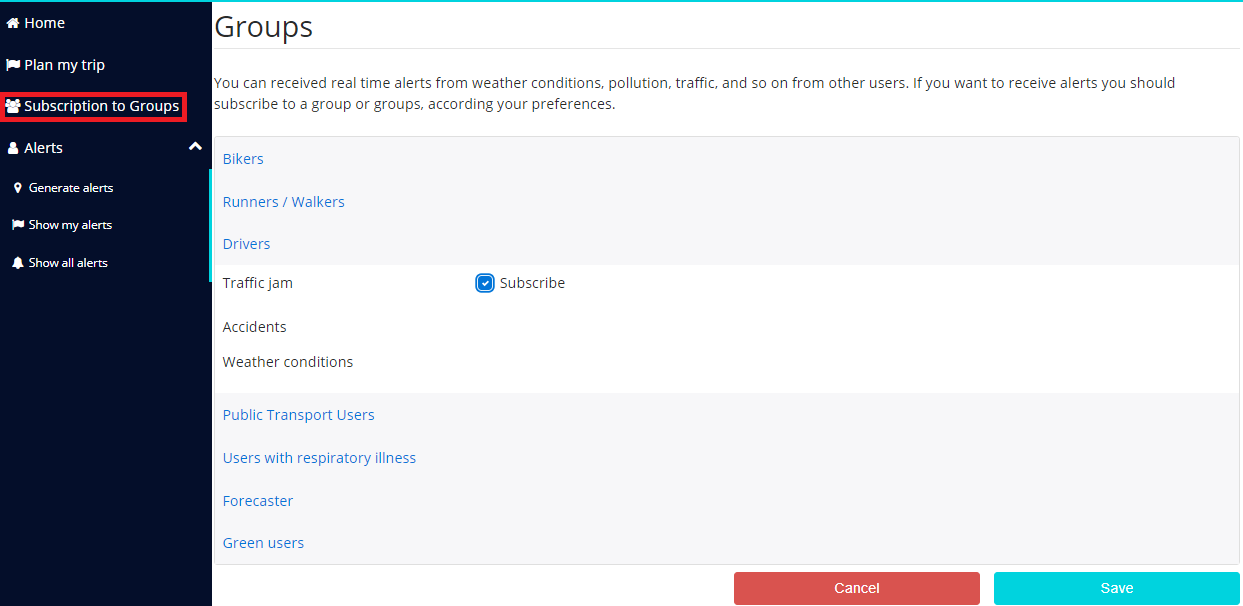 Home
Plan my trip
Subscription to Groups
Alerts
Generate alerts
Show my alerts
Show all alerts
Groups
You can received real time alerts from weather conditions, pollution, traffic, and so on from other users. If you want to receive alerts you should
subscribe to a group or groups, according your preferences.
Bikers
Runners / Walkers
Drivers
Traffic jam Subscribe
Accidents
Weather conditions
Public Transport Users
Users with respiratory illness
Forecaster
Green users
Cancel Save